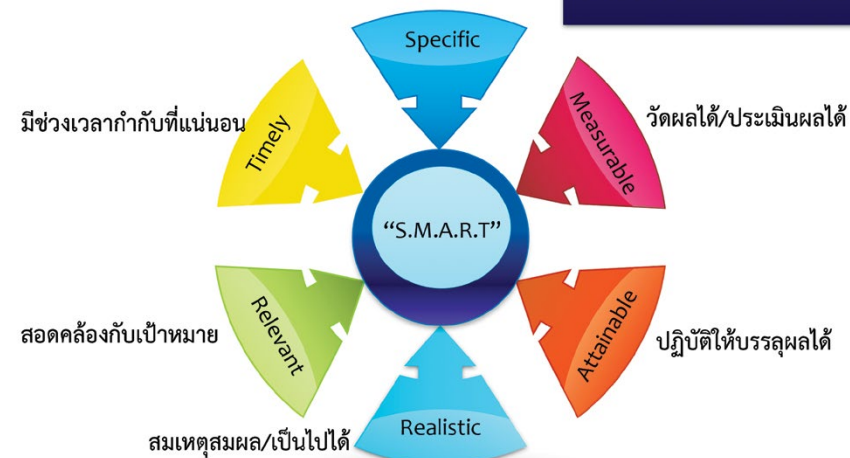 Specific
Measurable
วัดผลได้/ประเมินผลได้
Attainable
ปฏิบัติให้บรรลุผลได้
Realistic
สมเหตุสมผล/เป็นไปได้
Relevant
สอดคล้องกับเป้าหมาย
Timely
มีช่วงเวลากำกับที่แน่นอน
“S.M.A.R.T”